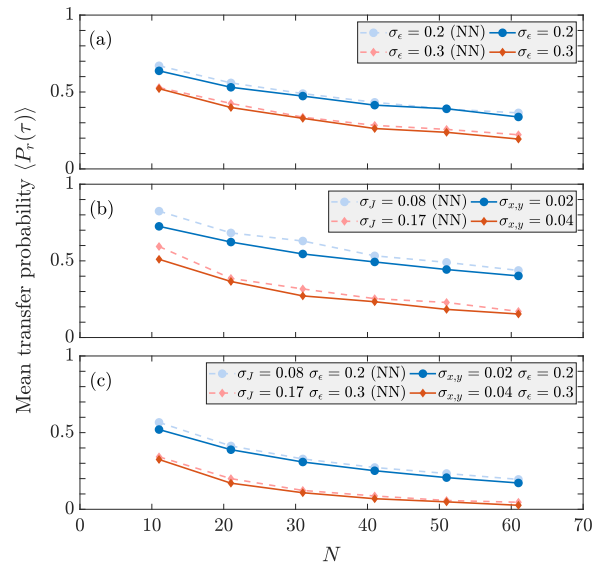 Mean transfer probability ⟨P_r(τ)⟩
1
0.5
0
(a)
σ_ϵ = 0.2 (NN) σ_ϵ = 0.2
σ_ϵ = 0.3 (NN) σ_ϵ = 0.3
1
0.5
0
(b)
σ_J = 0.08 (NN) σ_{x,y} = 0.02
σ_J = 0.17 (NN) σ_{x,y} = 0.04
1
0.5
0
(c)
σ_J = 0.08 σ_ϵ = 0.2 (NN) σ_{x,y} = 0.02 σ_ϵ = 0.2
σ_J = 0.17 σ_ϵ = 0.3 (NN) σ_{x,y} = 0.04 σ_ϵ = 0.3
0 10 20 30 40 50 60 70
N